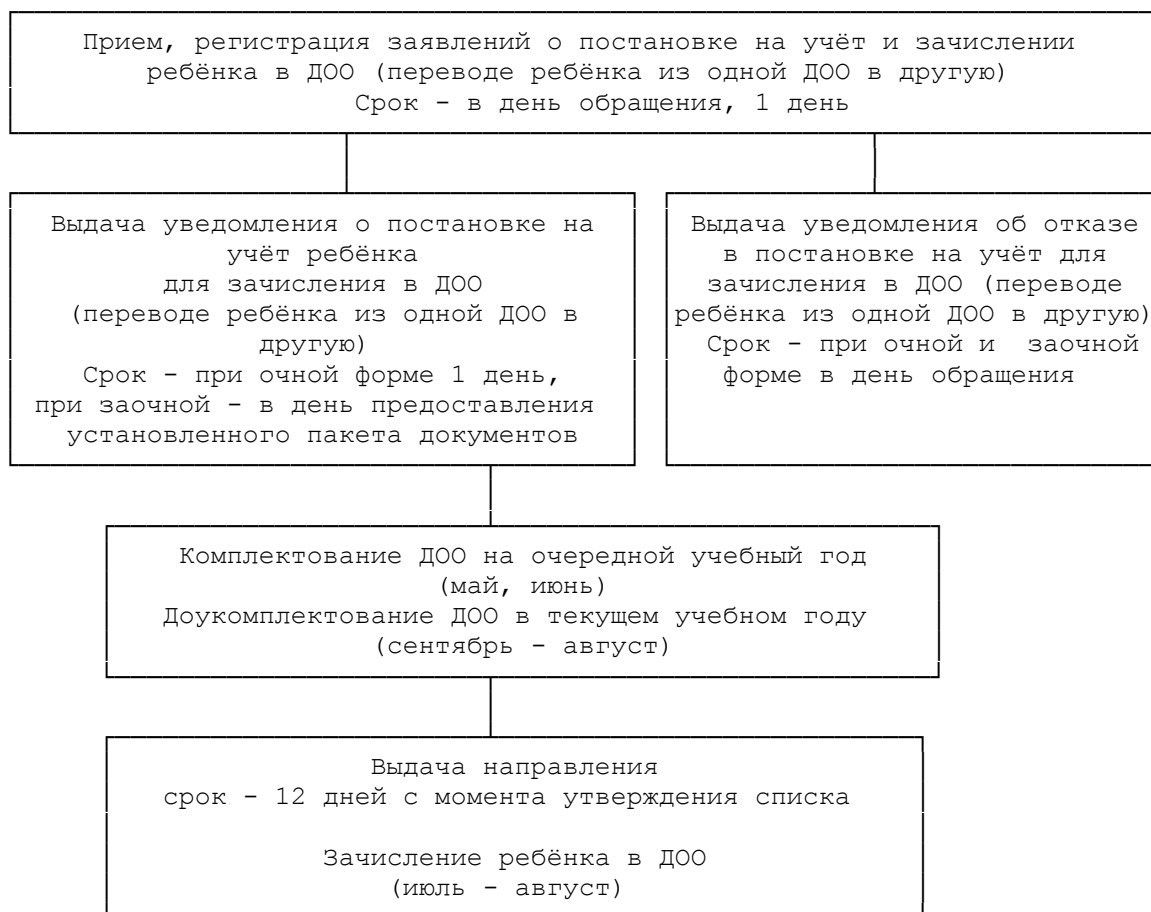 Прием, регистрация заявлений о постановке на учёт и зачислении
ребёнка в ДОО (переводе ребёнка из одной ДОО в другую)
Срок - в день обращения, 1 день
Выдача уведомления о постановке на
учёт ребёнка
для зачисления в ДОО
(переводе ребёнка из одной ДОО в
другую)
Срок - при очной форме 1 день,
при заочной - в день предоставления
установленного пакета документов
Выдача уведомления об отказе
в постановке на учёт для
зачисления в ДОО (переводе
ребёнка из одной ДОО в другую)
Срок - при очной и заочной
форме в день обращения
Комплектование ДОО на очередной учебный год
(май, июнь)
Доукомплектование ДОО в текущем учебном году
(сентябрь - август)
Выдача направления
срок - 12 дней с момента утверждения списка
Зачисление ребёнка в ДОО
(июль - август)